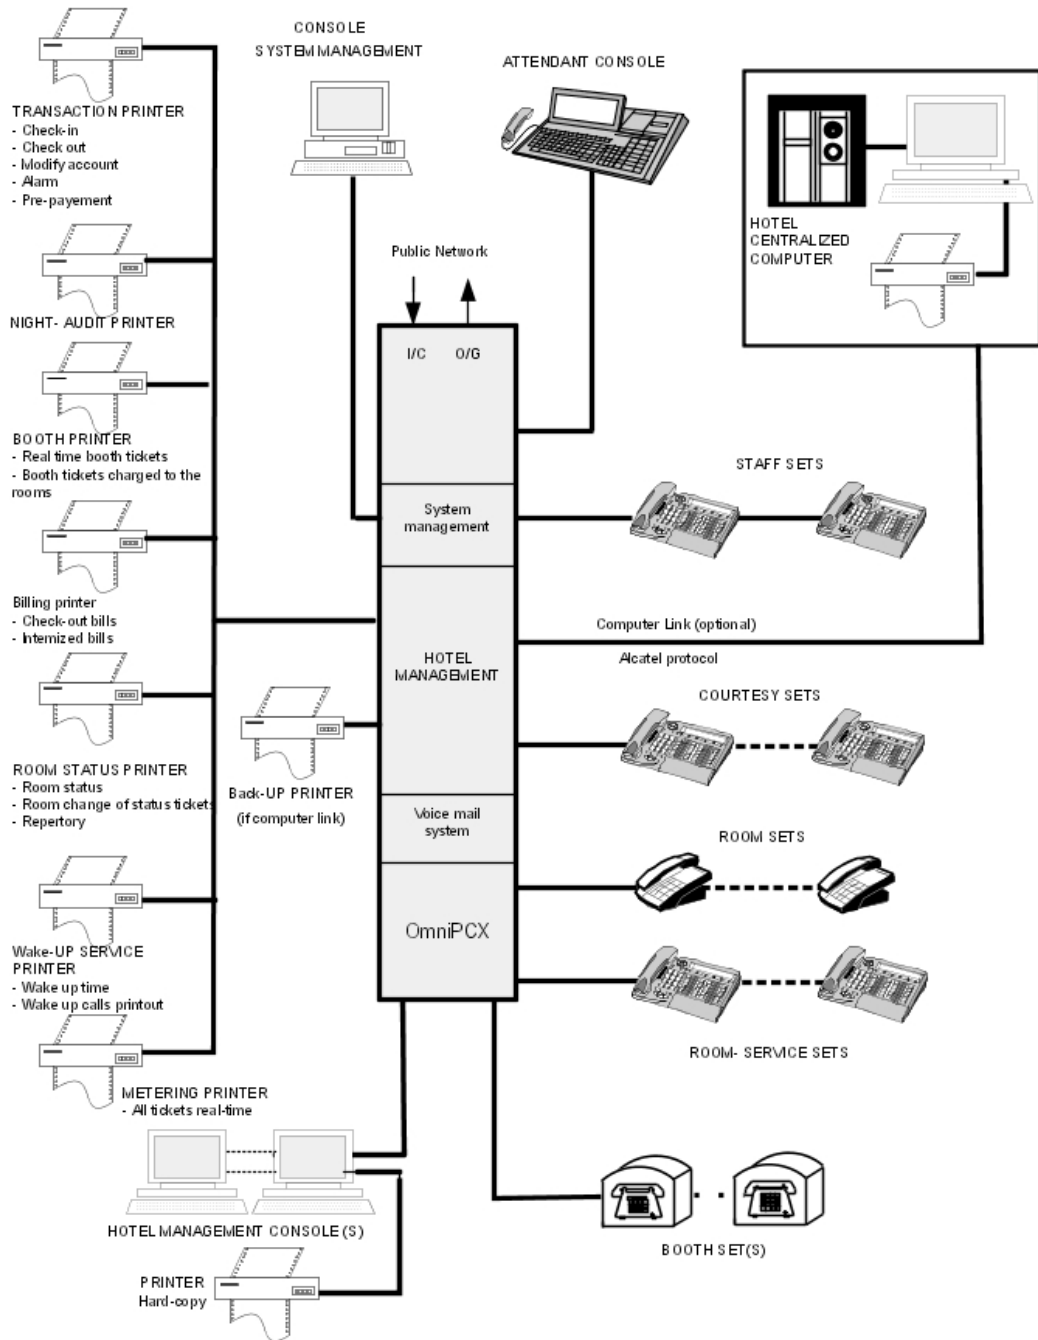 CONSOLE
SYSTEM MANAGEMENT
ATTENDANT CONSOLE
TRANSACTION PRINTER
- Check-in
- Check out
- Modify account
- Alarm
- Pre-payement
HOTEL
CENTRALIZED
COMPUTER
Public Network
NIGHT- AUDIT PRINTER
I/C O/G
BOOTH PRINTER
- Real time booth tickets
- Booth tickets charged to the
rooms
STAFF SETS
System
management
Billing printer
- Check-out bills
- Intemized bills
Computer Link (optional)
Alcatel protocol
HOTEL
MANAGEMENT
COURTESY SETS
ROOM STATUS PRINTER
- Room status
- Room change of status tickets
- Repertory
Back-UP PRINTER
(if computer link)
Voice mail
system
ROOM SETS
OmniPCX
Wake-UP SERVICE
PRINTER
- Wake up time
- Wake up calls printout
ROOM- SERVICE SETS
METERING PRINTER
- All tickets real-time
HOTEL MANAGEMENT CONSOLE(S)
BOOTH SET(S)
PRINTER
Hard-copy